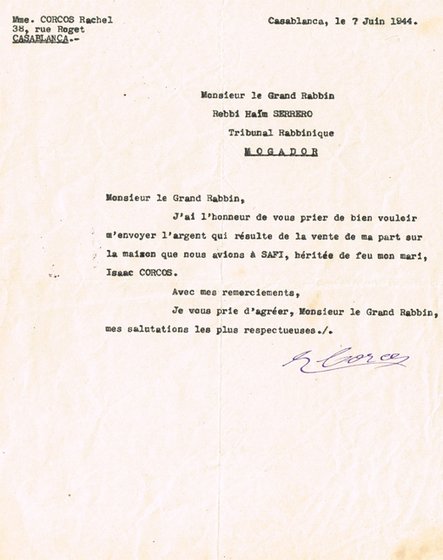 Mme. CORCOS Rachel
38, rue Roget
CASABLANCA.-
Casablanca, le 7 Juin 1944.
Monsieur le Grand Rabbin
Rebbi Haïm SERRERO
Tribunal Rabbinique
MOGADOR
Monsieur le Grand Rabbin,
J'ai l'honneur de vous prier de bien vouloir
m'envoyer l'argent qui résulte de la vente de ma part sur
la maison que nous avions à SAFI, héritée de feu mon mari,
Isaac CORCOS.
Avec mes remerciements,
Je vous prie d'agréer, Monsieur le Grand Rabbin,
mes salutations les plus respectueuses./.
R Corcos